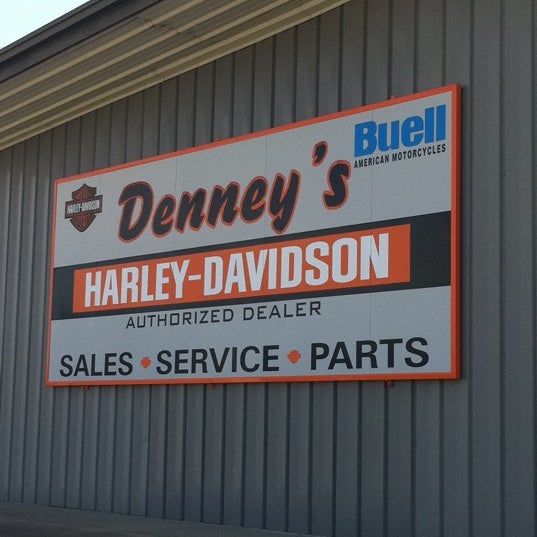 Buell
AMERICAN MOTORCYCLES
HARLEY-DAVIDSON
Denney's
HARLEY-DAVIDSON
AUTHORIZED DEALER
SALES SERVICE PARTS